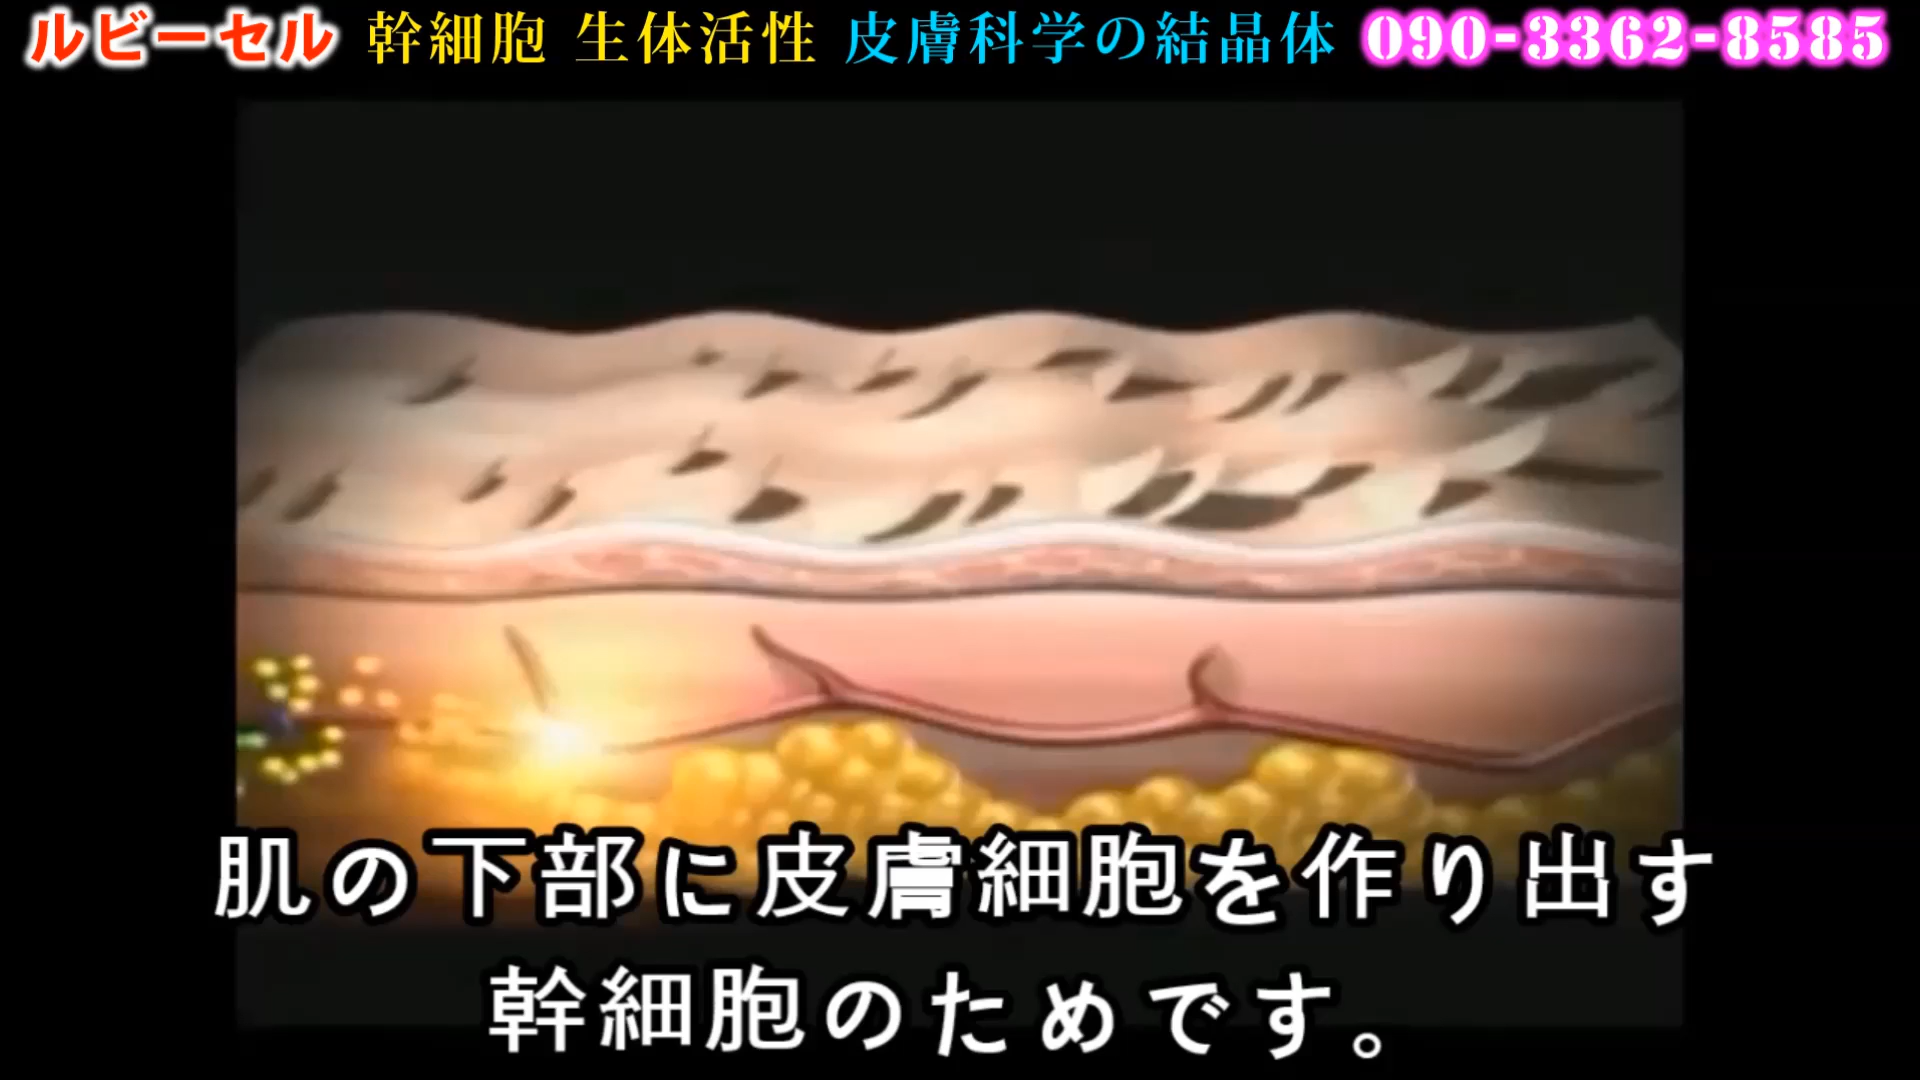 ルビーセル 幹細胞 生体活性 皮膚科学の結晶体 090-3362-8585
肌の下部に皮膚細胞を作り出す
幹細胞のためです。